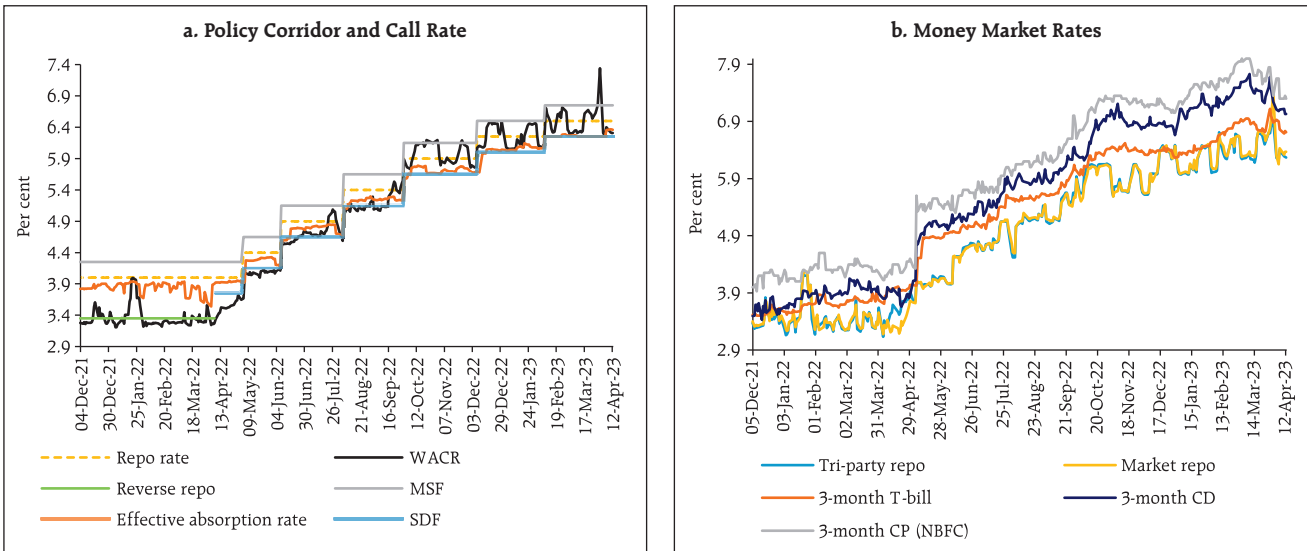 a. Policy Corridor and Call Rate
Per cent
7.4
6.9
6.4
5.9
5.4
4.9
4.4
3.9
3.4
2.9
04-Dec-21
30-Dec-21
25-Jan-22
20-Feb-22
18-Mar-22
13-Apr-22
09-May-22
04-Jun-22
30-Jun-22
26-Jul-22
21-Aug-22
16-Sep-22
12-Oct-22
07-Nov-22
03-Dec-22
29-Dec-22
24-Jan-23
19-Feb-23
17-Mar-23
12-Apr-23
Repo rate
WACR
Reverse repo
MSF
Effective absorption rate
SDF
b. Money Market Rates
Per cent
7.9
6.9
5.9
4.9
3.9
2.9
05-Dec-21
03-Jan-22
01-Feb-22
02-Mar-22
31-Mar-22
29-Apr-22
28-May-22
26-Jun-22
25-Jul-22
23-Aug-22
21-Sep-22
20-Oct-22
18-Nov-22
17-Dec-22
15-Jan-23
13-Feb-23
14-Mar-23
12-Apr-23
Tri-party repo
Market repo
3-month T-bill
3-month CD
3-month CP (NBFC)